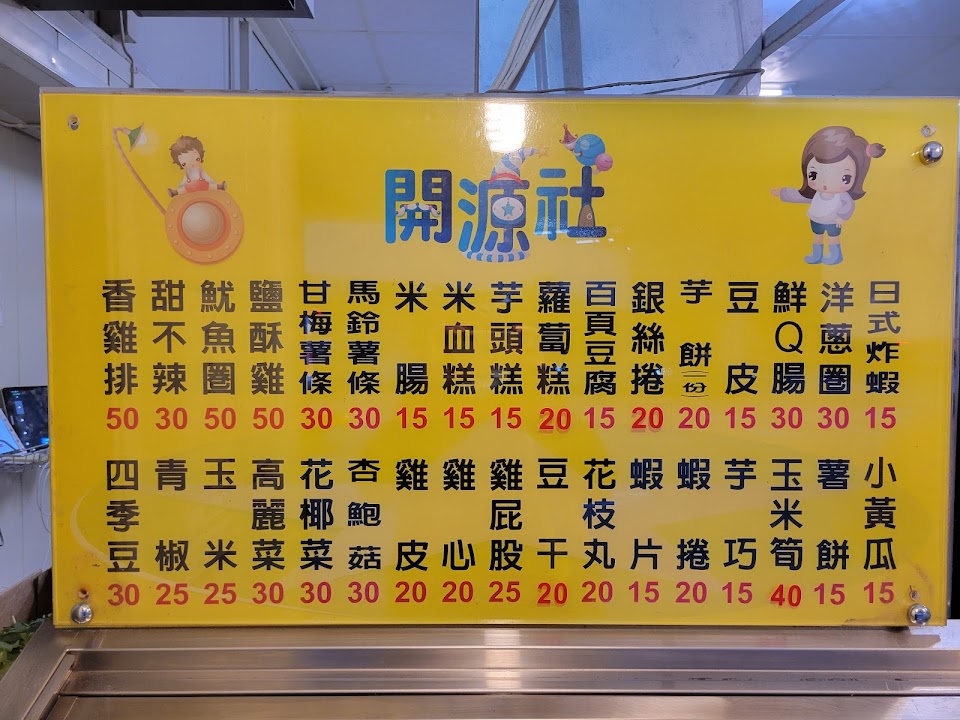 開源社
香雞排 50
甜不辣 30
魷魚圈 50
鹽酥雞 50
甘梅薯條 30
馬鈴薯條 30
米腸 15
米血糕 15
芋頭糕 15
蘿蔔糕 20
百頁豆腐 15
銀絲捲 20
芋餅(二份) 20
豆皮 15
鮮Q腸 30
洋蔥圈 30
日式炸蝦 15
四季豆 30
青椒 25
玉米 25
高麗菜 30
花椰菜 30
杏鮑菇 30
雞皮 20
雞心 20
雞屁股 25
豆干 20
花枝丸 20
蝦片 15
蝦捲 20
芋巧 15
玉米筍 40
薯餅 15
小黃瓜 15